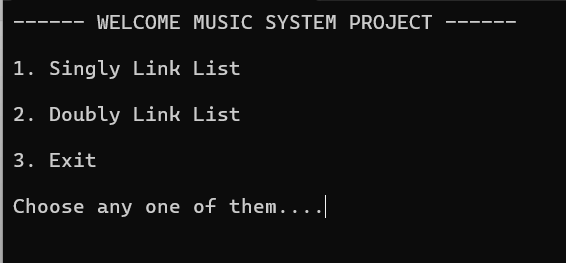 ------ WELCOME MUSIC SYSTEM PROJECT ------
1. Singly Link List
2. Doubly Link List
3. Exit
Choose any one of them....